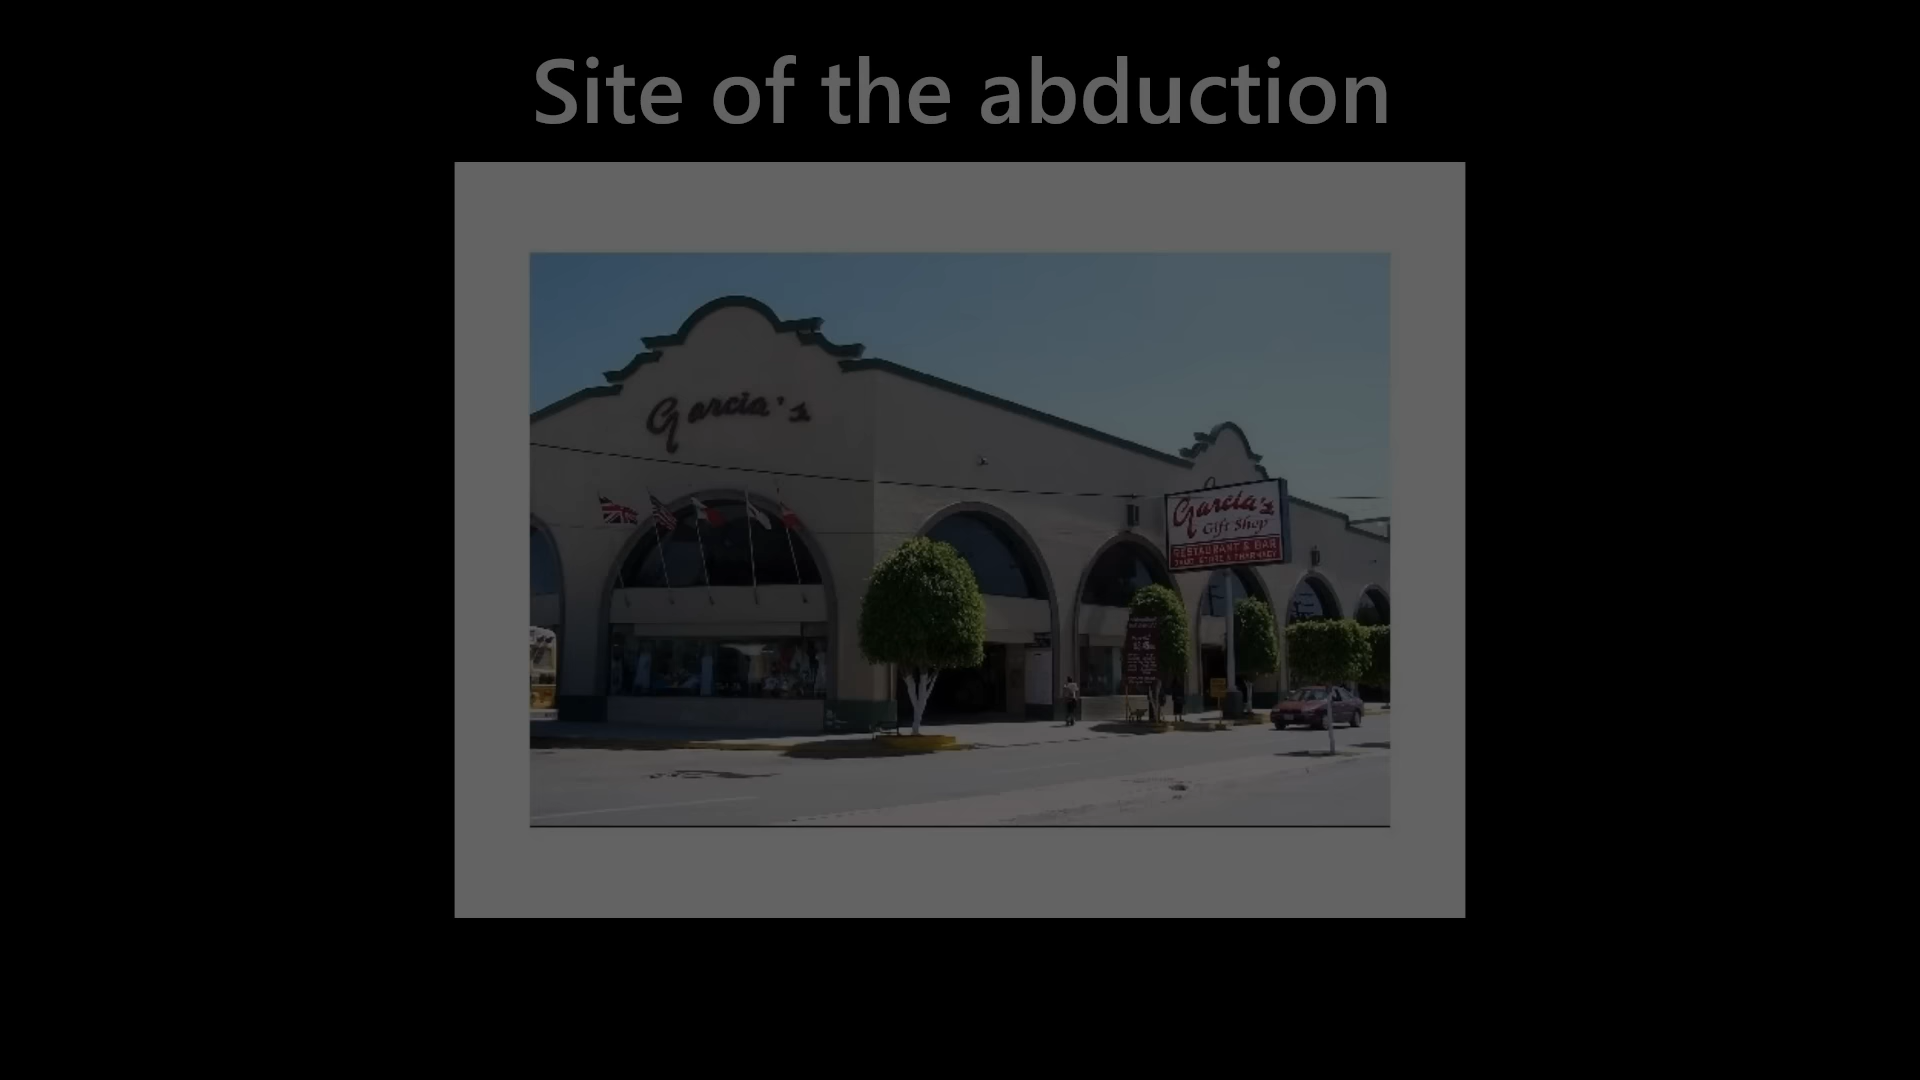 Site of the abduction
Garcia's
Garcia's
Gift Shop
RESTAURANT & BAR